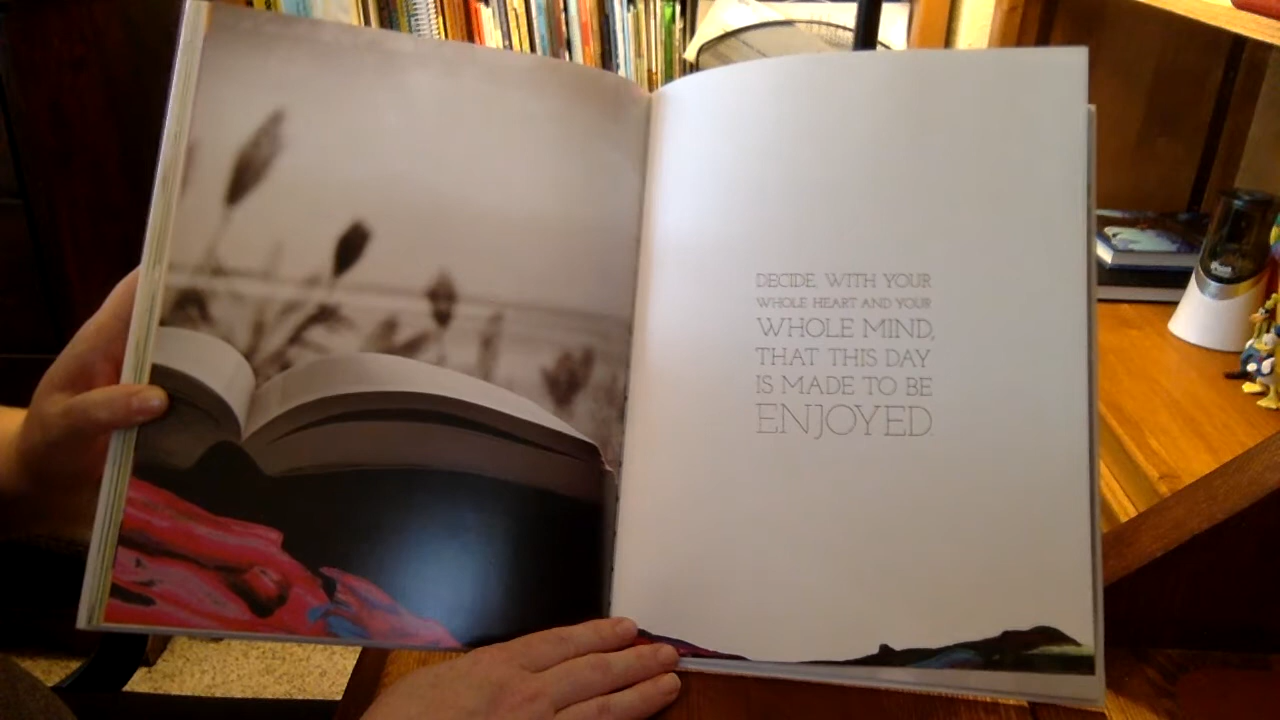 DECIDE, WITH YOUR
WHOLE HEART AND YOUR
WHOLE MIND,
THAT THIS DAY
IS MADE TO BE
ENJOYED.